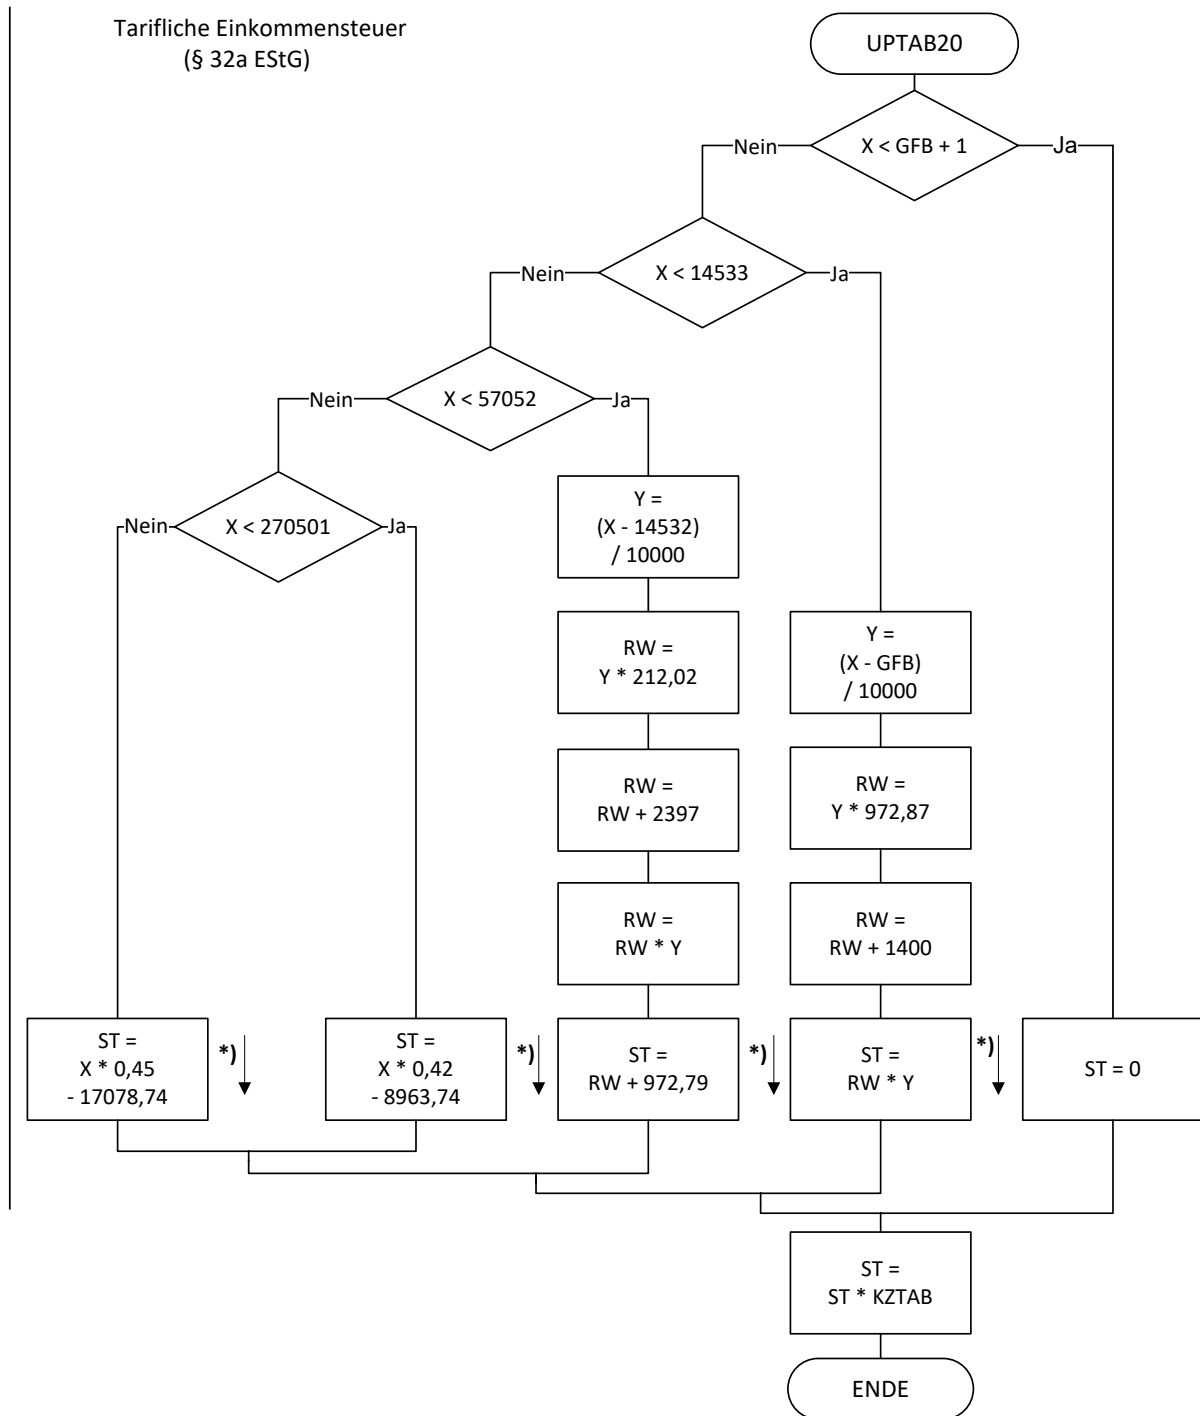 Tarifliche Einkommensteuer
(§ 32a EStG)
UPTAB20
X < GFB + 1
Nein
Ja
X < 14533
Nein
Ja
X < 57052
Nein
Ja
X < 270501
Nein
Ja
Y =
(X - 14532)
/ 10000
RW =
Y * 212,02
RW =
RW + 2397
RW =
RW * Y
Y =
(X - GFB)
/ 10000
RW =
Y * 972,87
RW =
RW + 1400
ST =
X * 0,45
- 17078,74
*)
ST =
X * 0,42
- 8963,74
*)
ST =
RW + 972,79
*)
ST =
RW * Y
*)
ST = 0
ST =
ST * KZTAB
ENDE